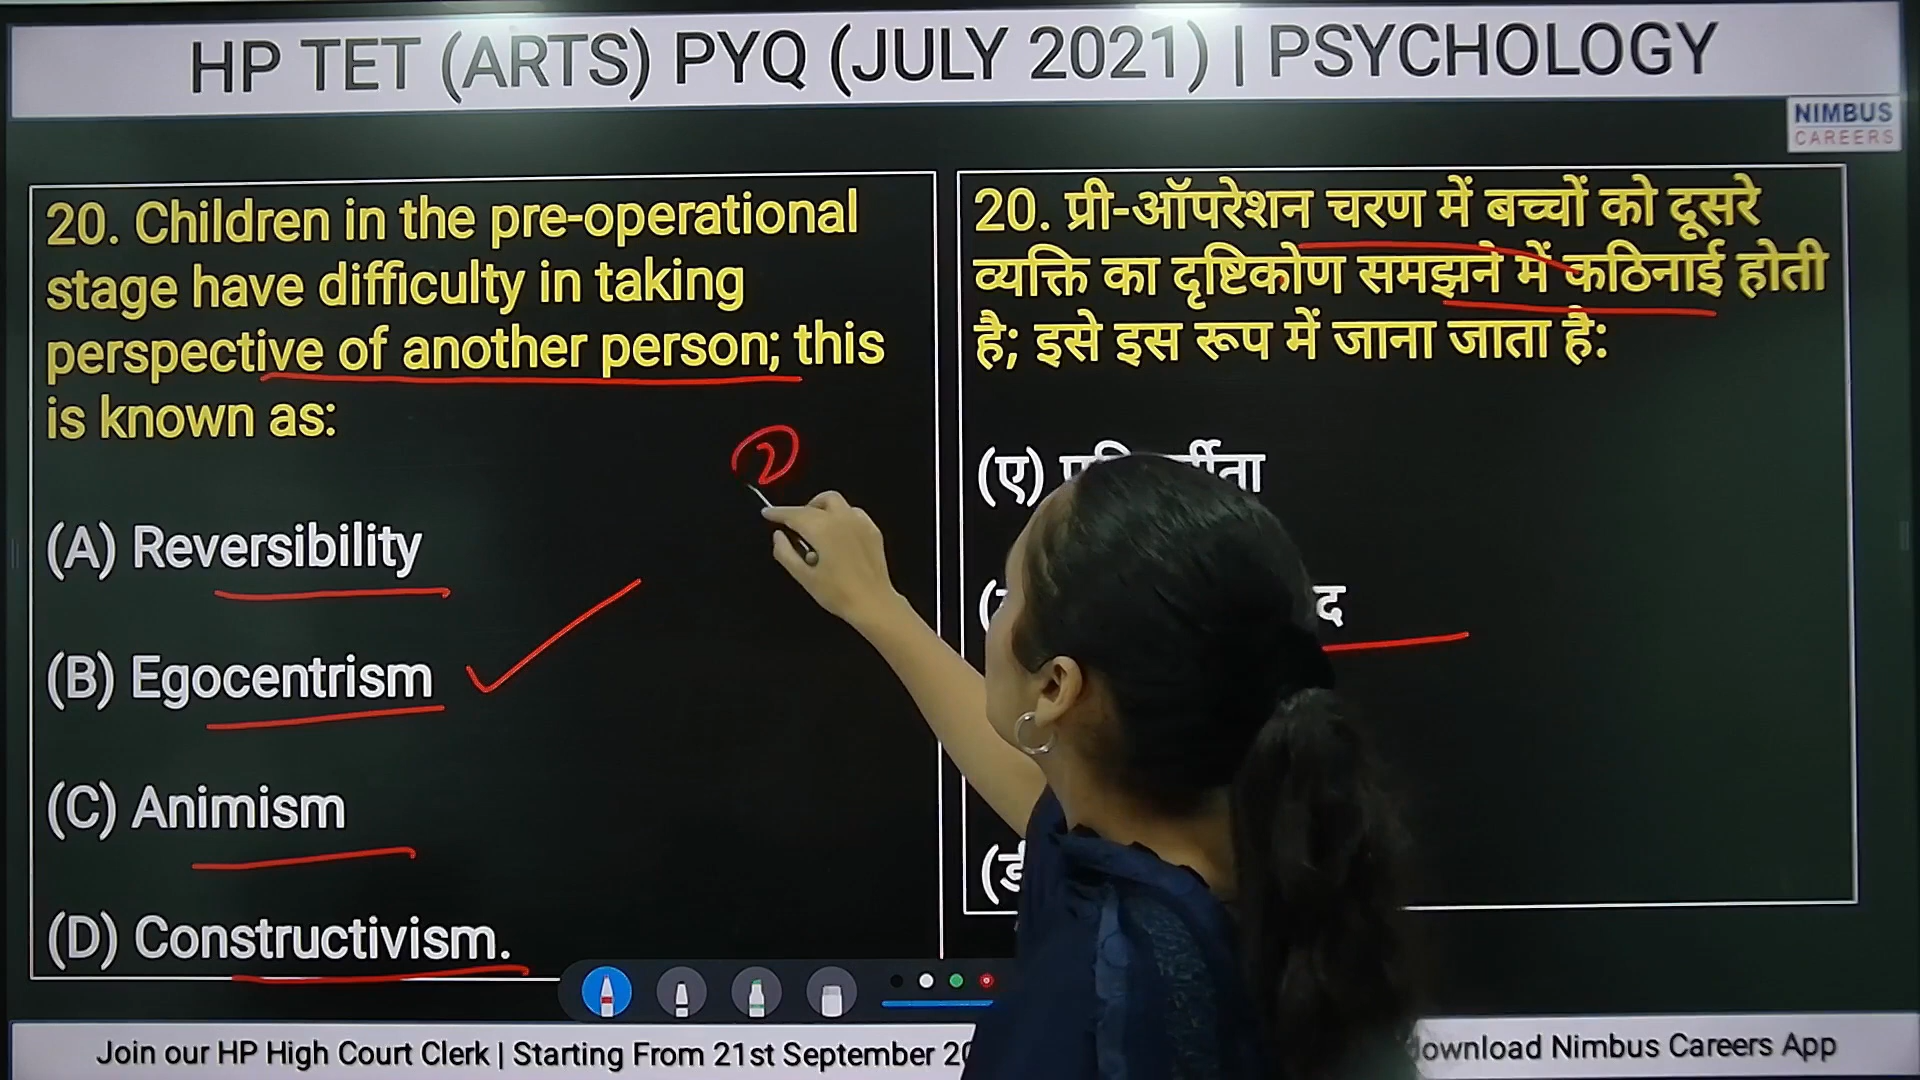 HP TET (ARTS) PYQ (JULY 2021) | PSYCHOLOGY
NIMBUS
CAREERS
20. Children in the pre-operational
stage have difficulty in taking
perspective of another person; this
is known as:
(A) Reversibility
(B) Egocentrism
(C) Animism
(D) Constructivism.
2
20. प्री-ऑपरेशन चरण में बच्चों को दूसरे
व्यक्ति का दृष्टिकोण समझने में कठिनाई होती
है; इसे इस रूप में जाना जाता है:
(ए)
Join our HP High Court Clerk | Starting From 21st September
Nimbus Careers App